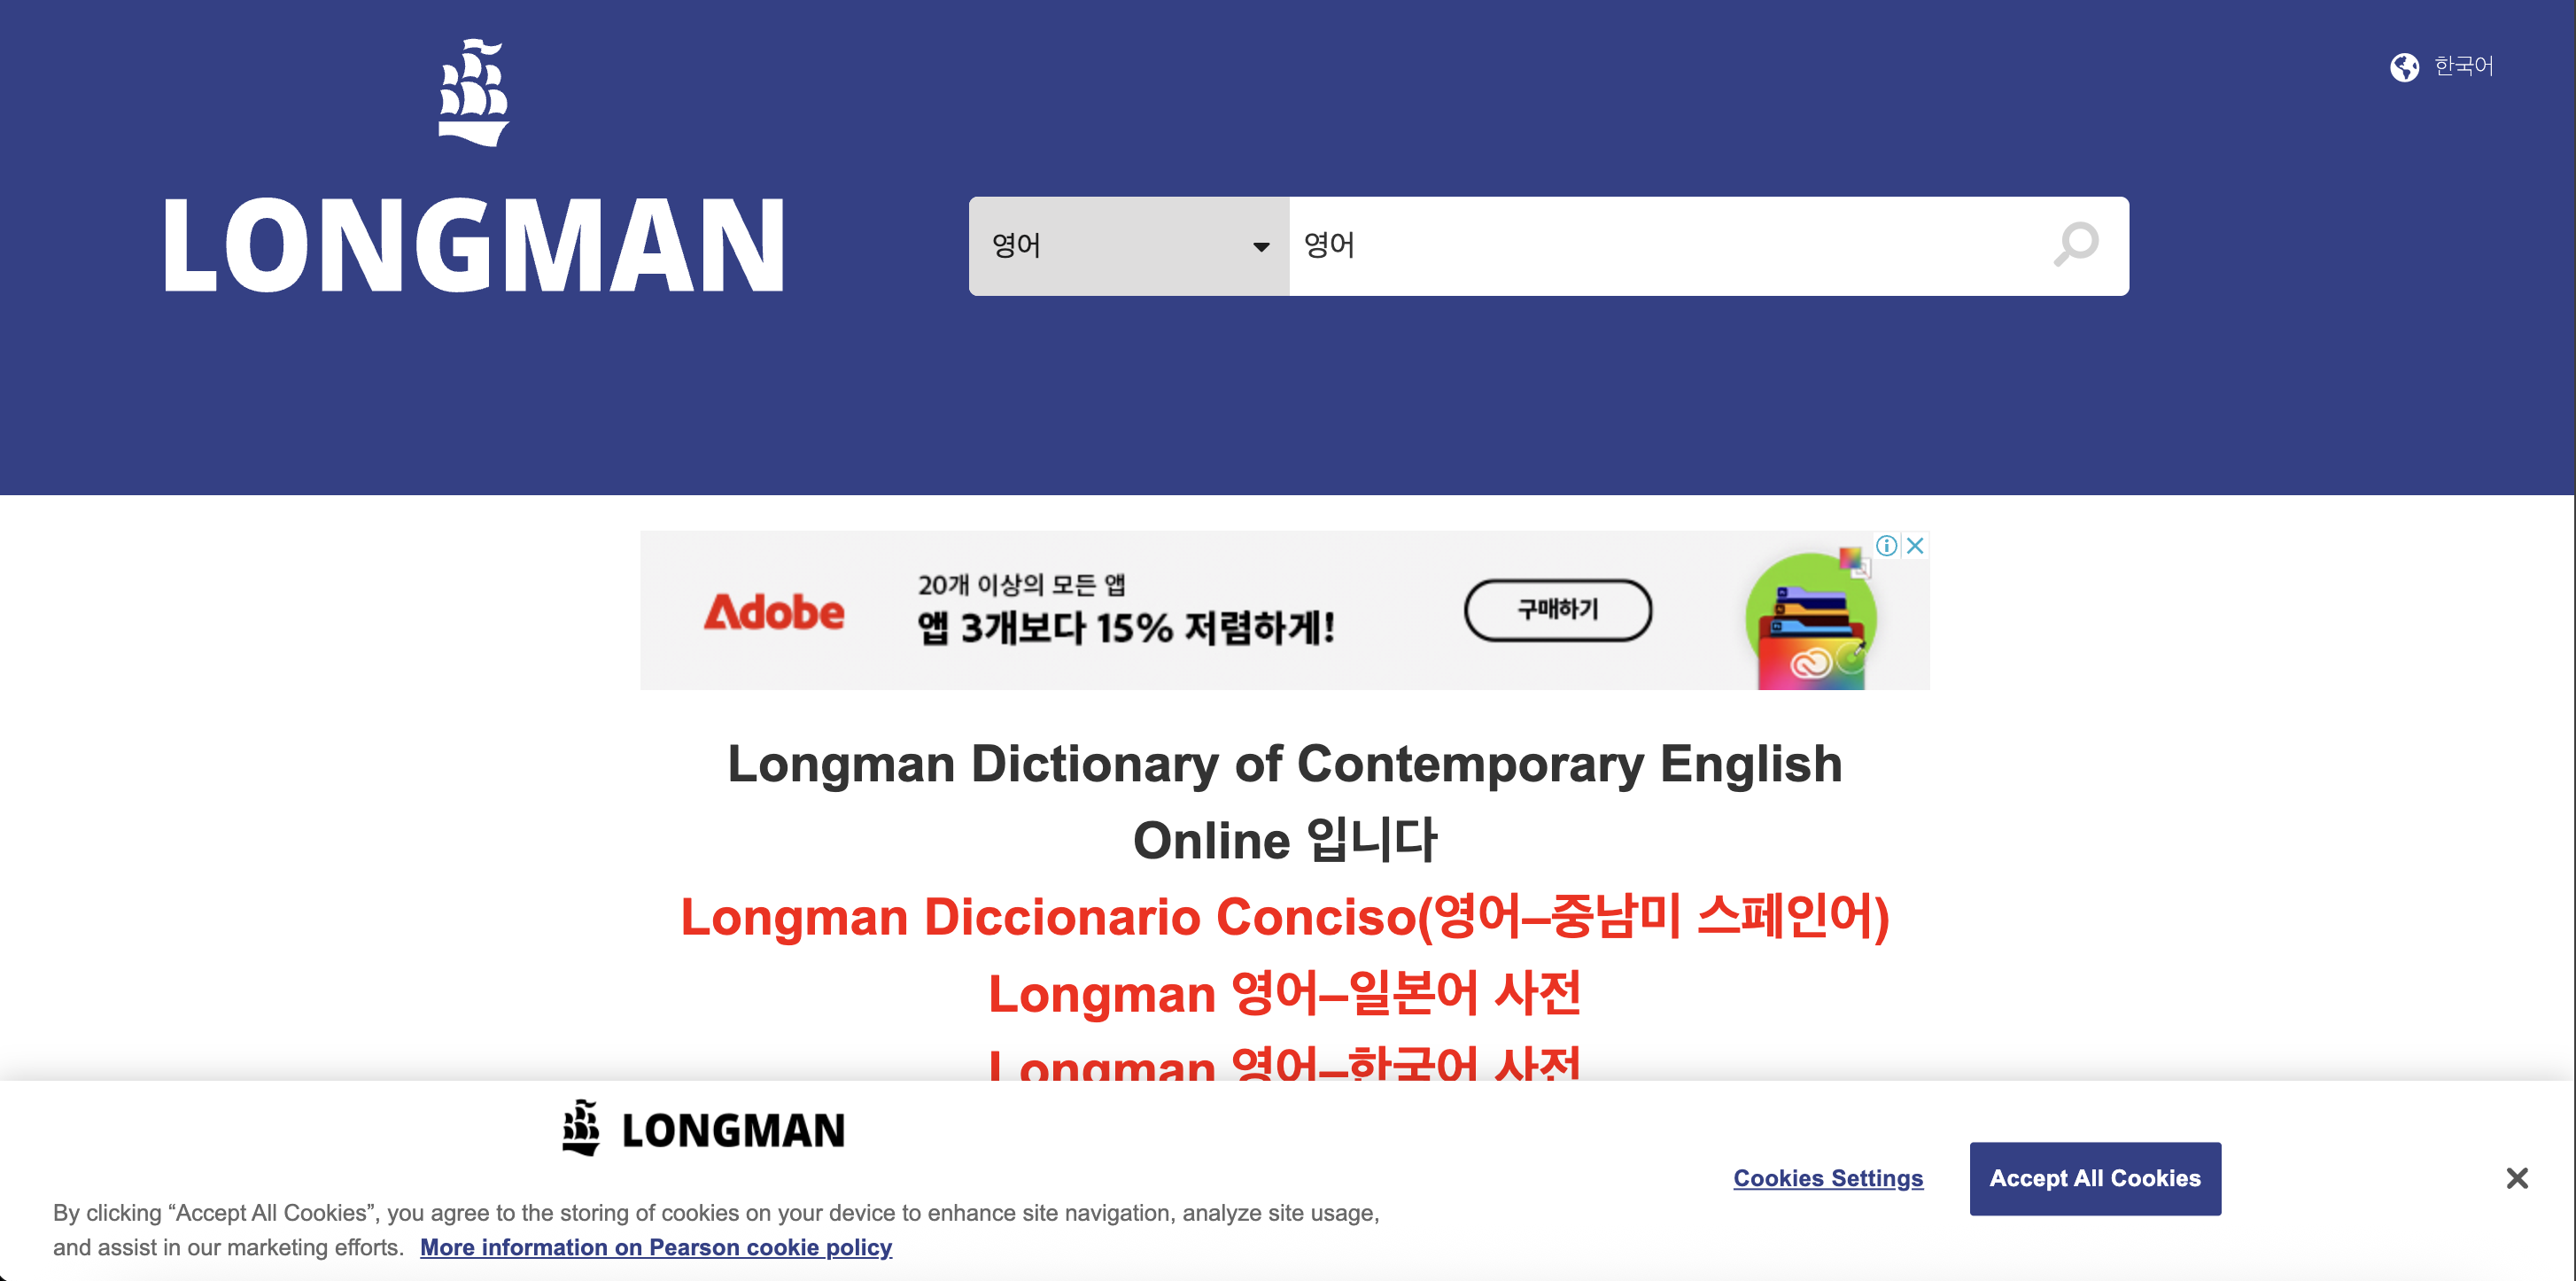 한국어
LONGMAN
영어
영어
Adobe
20개 이상의 모든 앱
앱 3개보다 15% 저렴하게!
구매하기
Longman Dictionary of Contemporary English
Online 입니다
Longman Diccionario Conciso(영어–중남미 스페인어)
Longman 영어–일본어 사전
Longman 영어–한국어 사전
LONGMAN
By clicking “Accept All Cookies”, you agree to the storing of cookies on your device to enhance site navigation, analyze site usage,
and assist in our marketing efforts. More information on Pearson cookie policy
Cookies Settings
Accept All Cookies